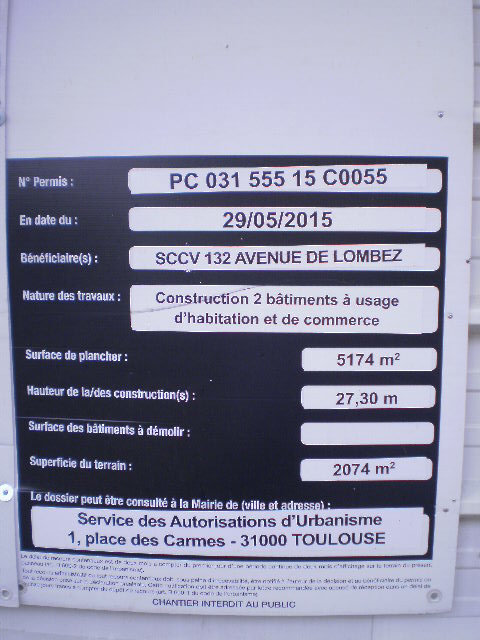 N° Permis : PC 031 555 15 C0055
En date du : 29/05/2015
Bénéficiaire(s) : SCCV 132 AVENUE DE LOMBEZ
Nature des travaux : Construction 2 bâtiments à usage
d'habitation et de commerce
Surface de plancher : 5174 m²
Hauteur de la/des construction(s) : 27,30 m
Surface des bâtiments à démolir :
Superficie du terrain : 2074 m²
Le dossier peut être consulté à la Mairie de (ville et adresse) :
Service des Autorisations d'Urbanisme
1, place des Carmes - 31000 TOULOUSE
CHANTIER INTERDIT AU PUBLIC